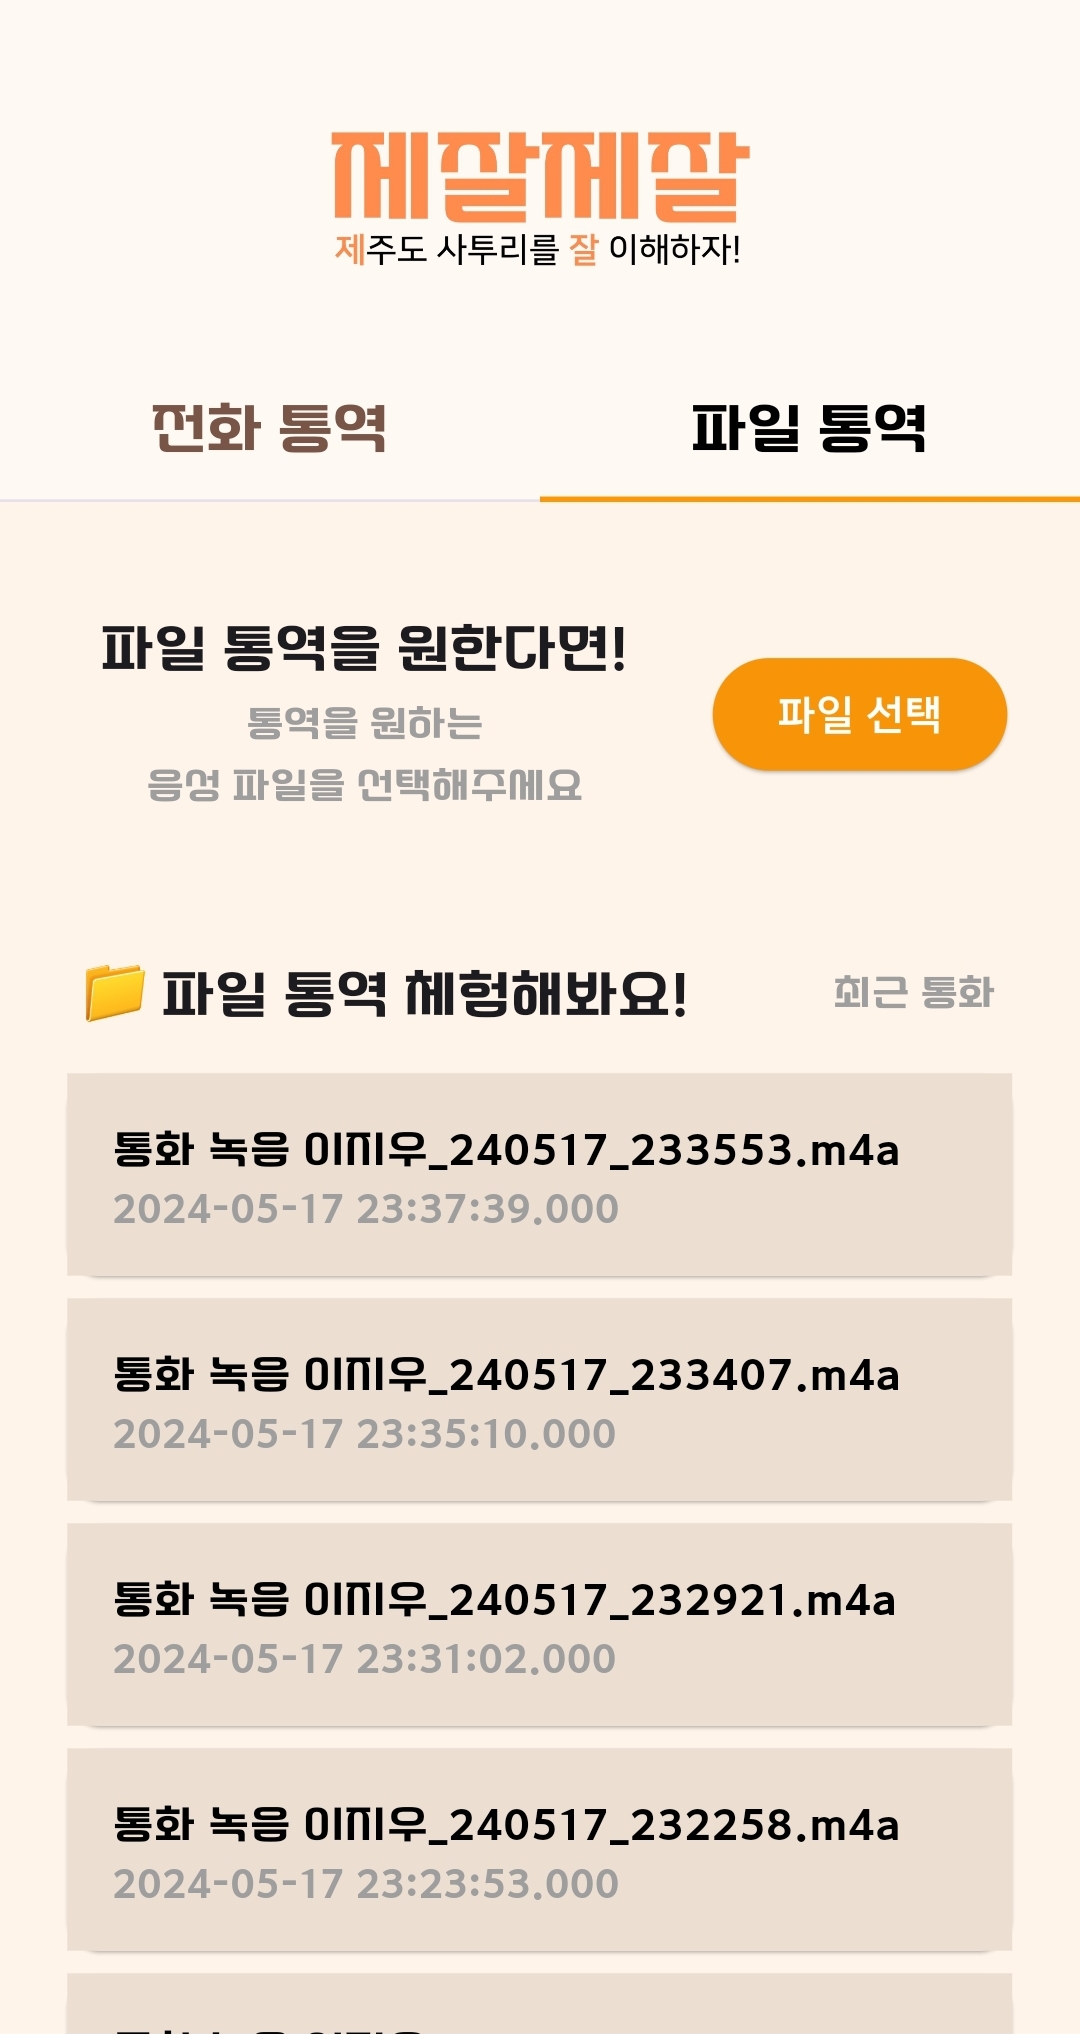 제잘제잘
제주도 사투리를 잘 이해하자!
전화 통역
파일 통역
파일 통역을 원한다면!
통역을 원하는
음성 파일을 선택해주세요
파일 선택
파일 통역 체험해봐요!
최근 통화
통화 녹음 이지우_240517_233553.m4a
2024-05-17 23:37:39.000
통화 녹음 이지우_240517_233407.m4a
2024-05-17 23:35:10.000
통화 녹음 이지우_240517_232921.m4a
2024-05-17 23:31:02.000
통화 녹음 이지우_240517_232258.m4a
2024-05-17 23:23:53.000